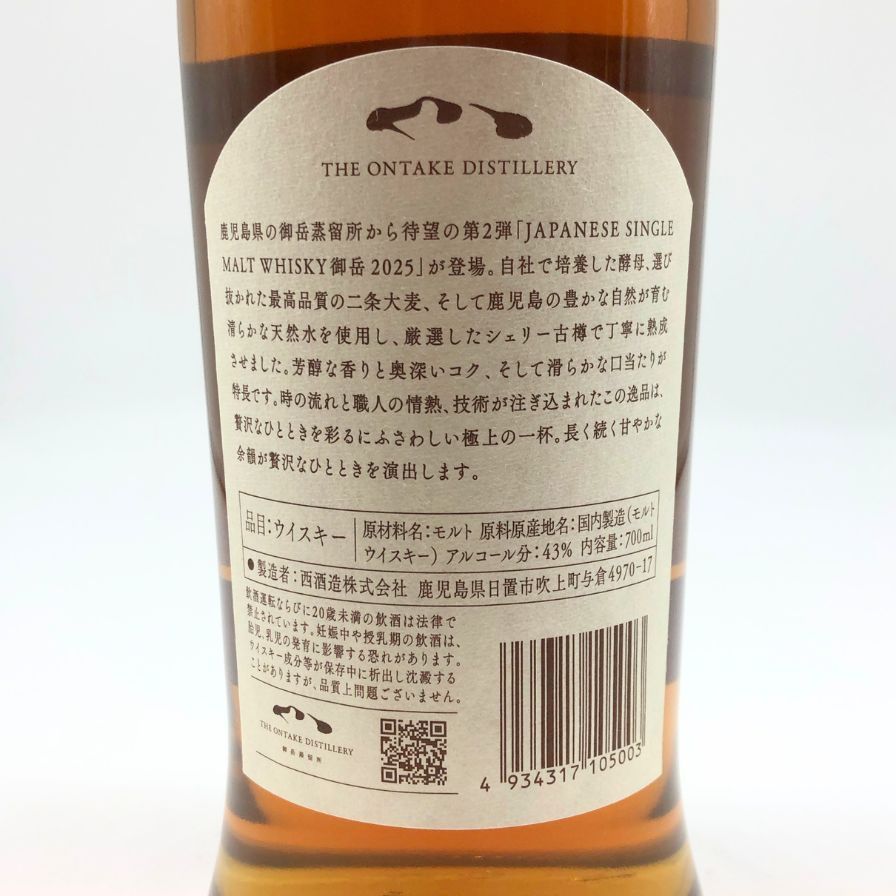 THE ONTAKE DISTILLERY
鹿児島県の御岳蒸留所から待望の第2弾「JAPANESE SINGLE
MALT WHISKY御岳 2025」が登場。自社で培養した酵母、選び
抜かれた最高品質の二条大麦、そして鹿児島の豊かな自然が育む
清らかな天然水を使用し、厳選したシェリー古樽で丁寧に熟成
させました。芳醇な香りと奥深いコク、そして滑らかな口当たりが
特長です。時の流れと職人の情熱、技術が注ぎ込まれたこの逸品は、
贅沢なひとときを彩るにふさわしい極上の一杯。長く続く甘やかな
余韻が贅沢なひとときを演出します。
品目:ウイスキー
原材料名:モルト 原料原産地名:国内製造(モルト
ウイスキー) アルコール分:43% 内容量:700ml
●製造者:西酒造株式会社 鹿児島県日置市吹上町与倉4970-17
飲酒運転ならびに20歳未満の飲酒は法律で
禁止されています。妊娠中や授乳期の飲酒は、
胎児、乳児の発育に影響する恐れがあります。
ウイスキー成分等が保存中に析出し沈澱する
ことがありますが、品質上問題ございません。
THE ONTAKE DISTILLERY
御岳蒸留所
4 934317 105003